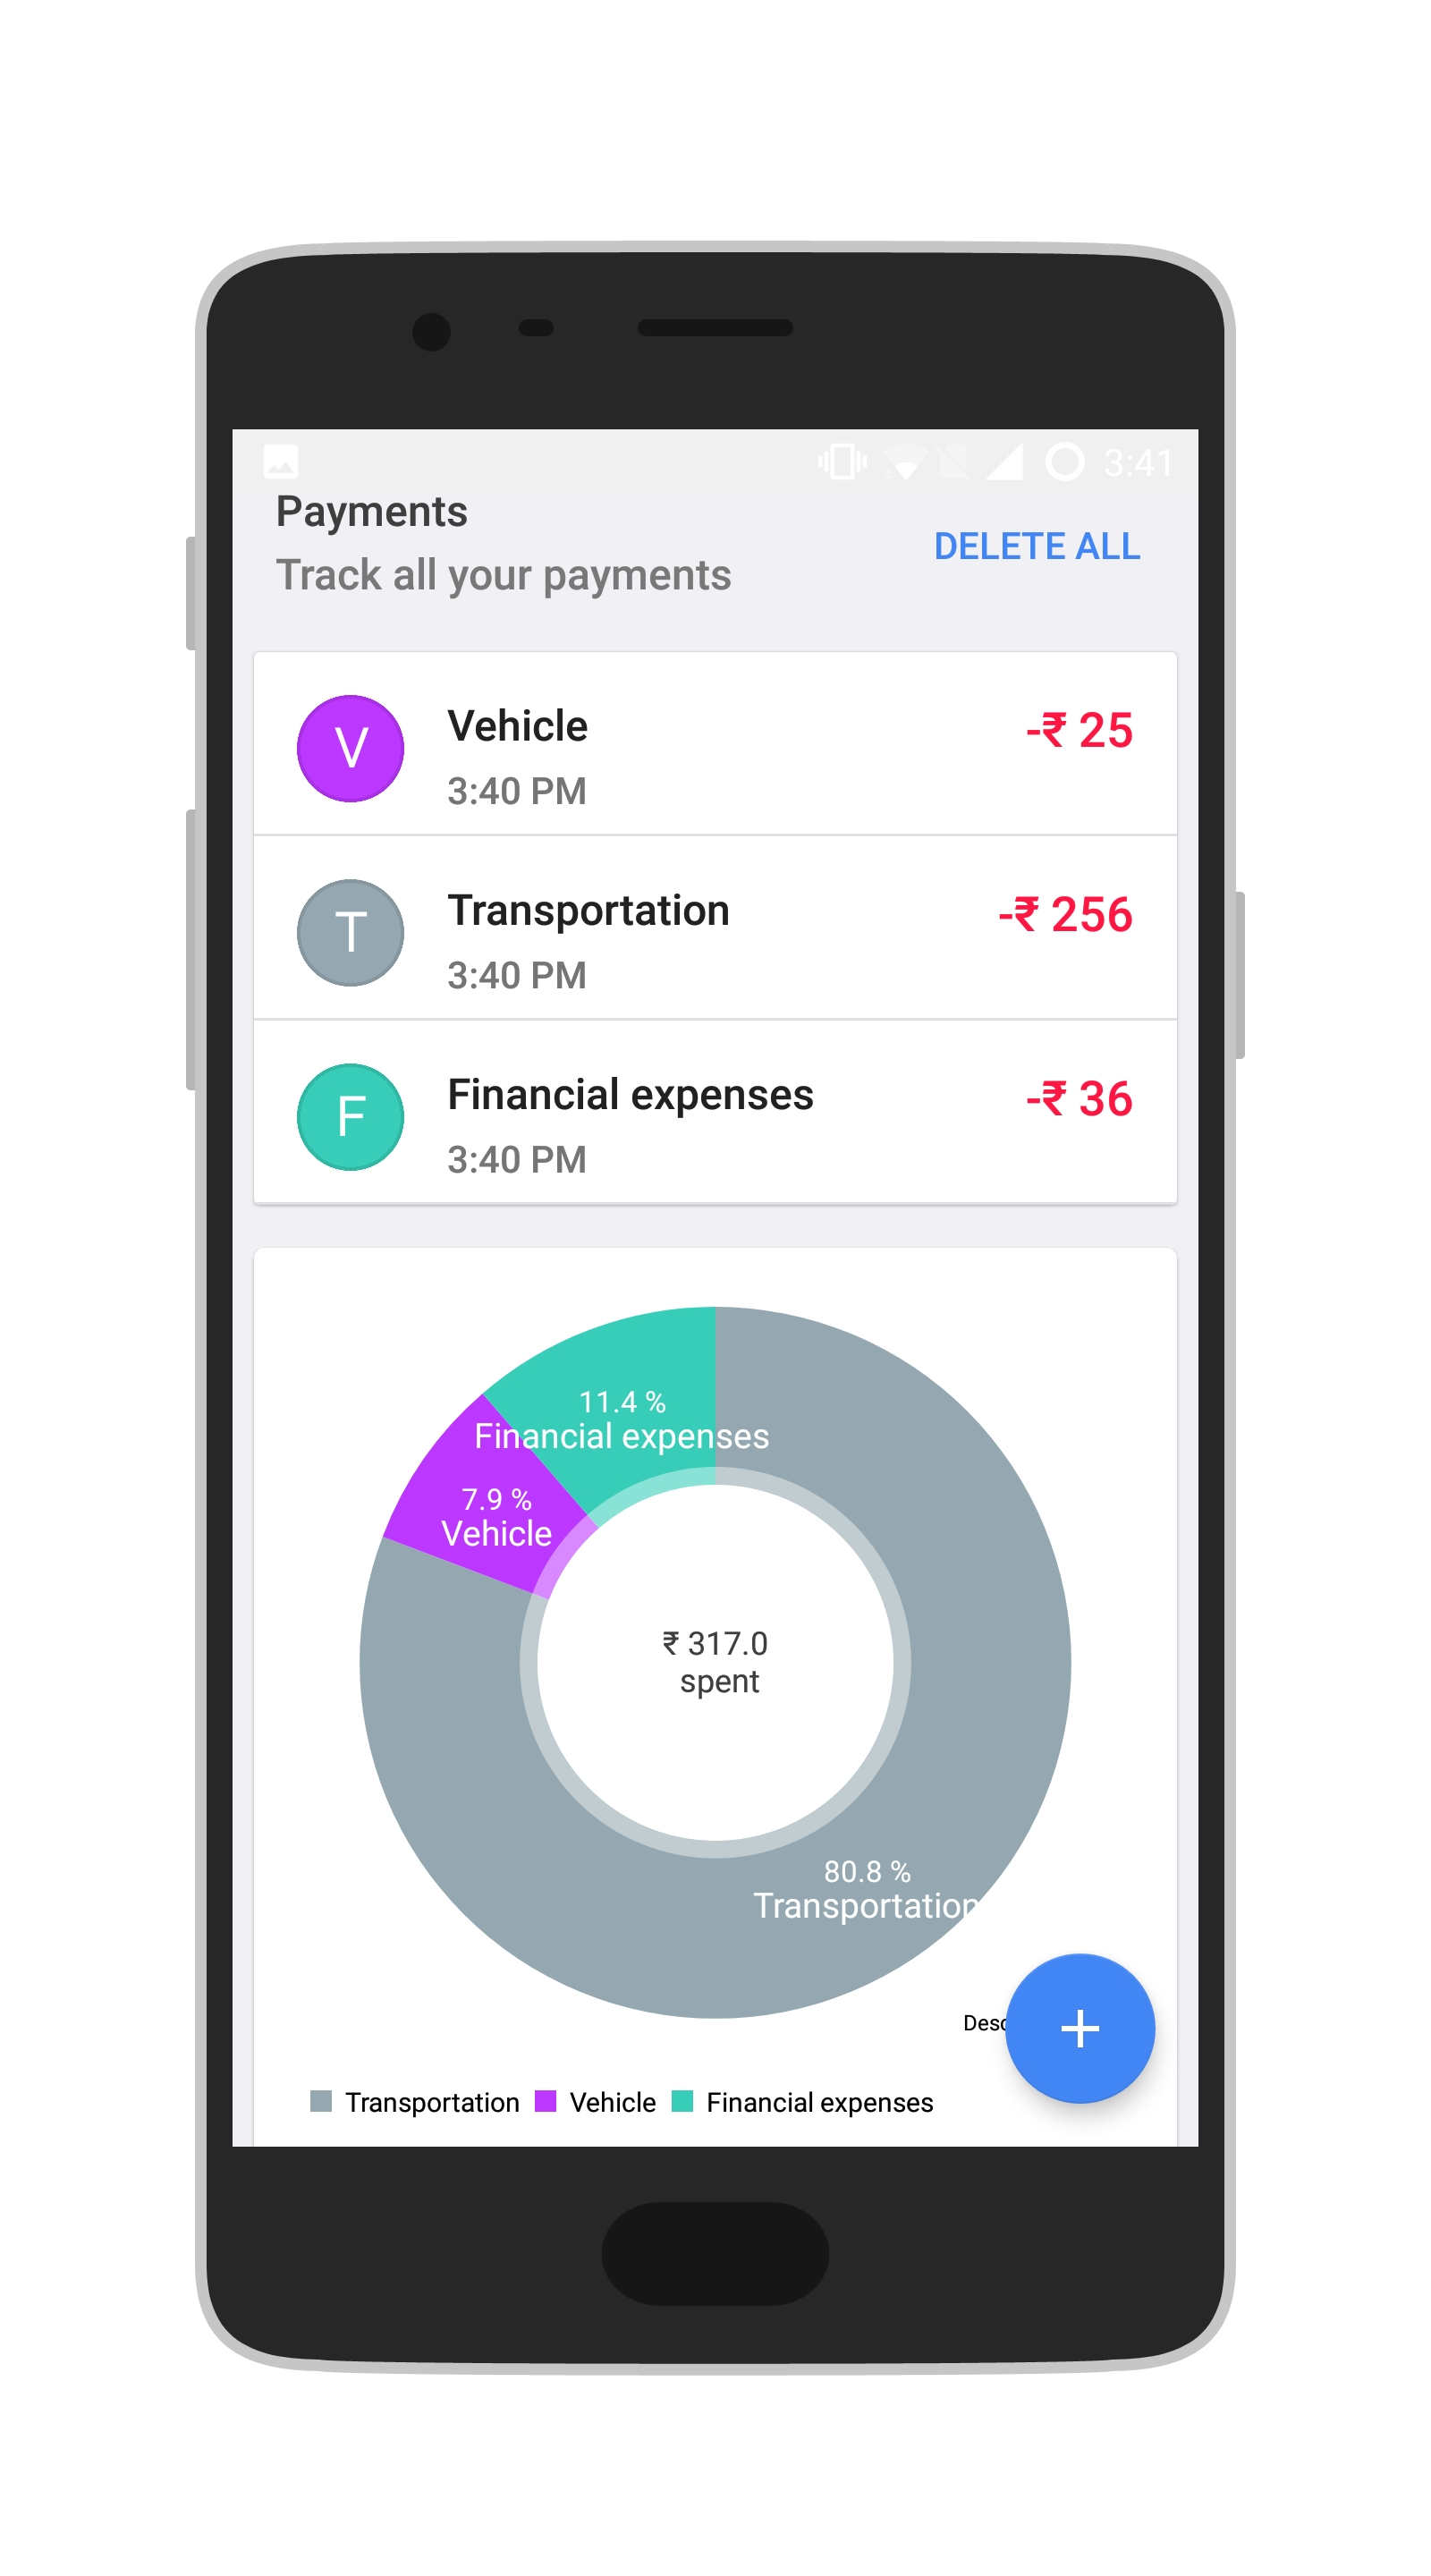 3:41
Payments
DELETE ALL
Track all your payments
V
Vehicle
-₹ 25
3:40 PM
T
Transportation
-₹ 256
3:40 PM
F
Financial expenses
-₹ 36
3:40 PM
11.4 %
Financial expenses
7.9 %
Vehicle
₹ 317.0
spent
80.8 %
Transportation
+
Transportation Vehicle Financial expenses